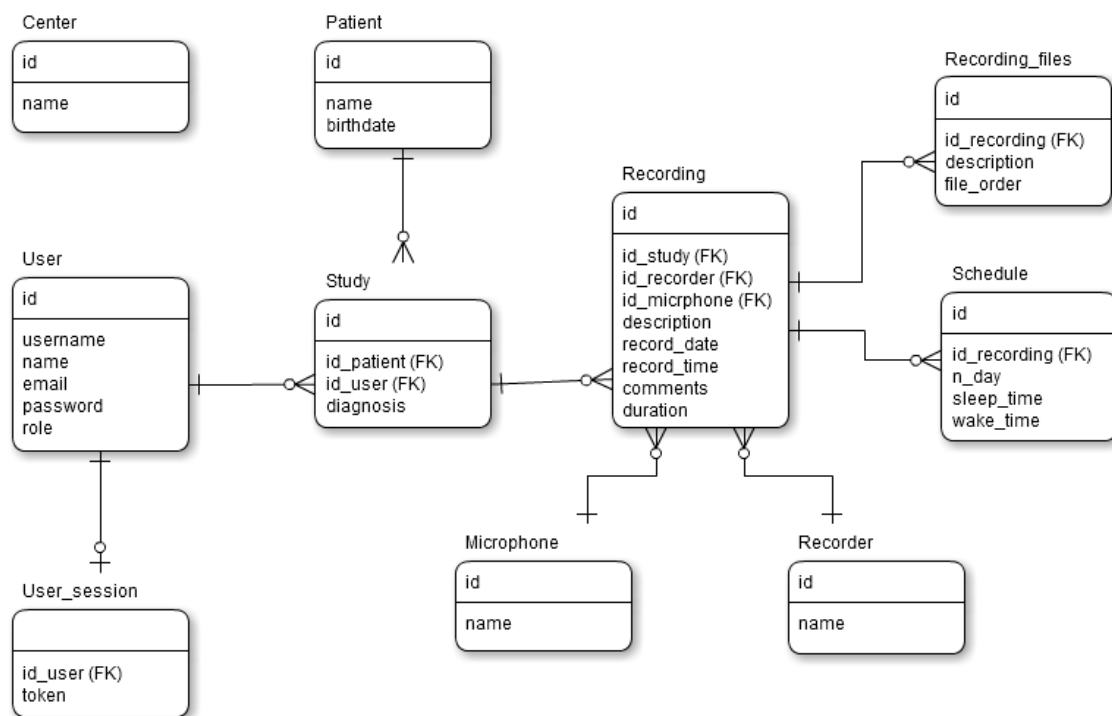 Center
id
name
Patient
id
name
birthdate
Recording_files
id
id_recording (FK)
description
file_order
Recording
id
id_study (FK)
id_recorder (FK)
id_micrphone (FK)
description
record_date
record_time
comments
duration
User
id
username
name
email
password
role
Study
id
id_patient (FK)
id_user (FK)
diagnosis
Schedule
id
id_recording (FK)
n_day
sleep_time
wake_time
Microphone
id
name
Recorder
id
name
User_session
id_user (FK)
token